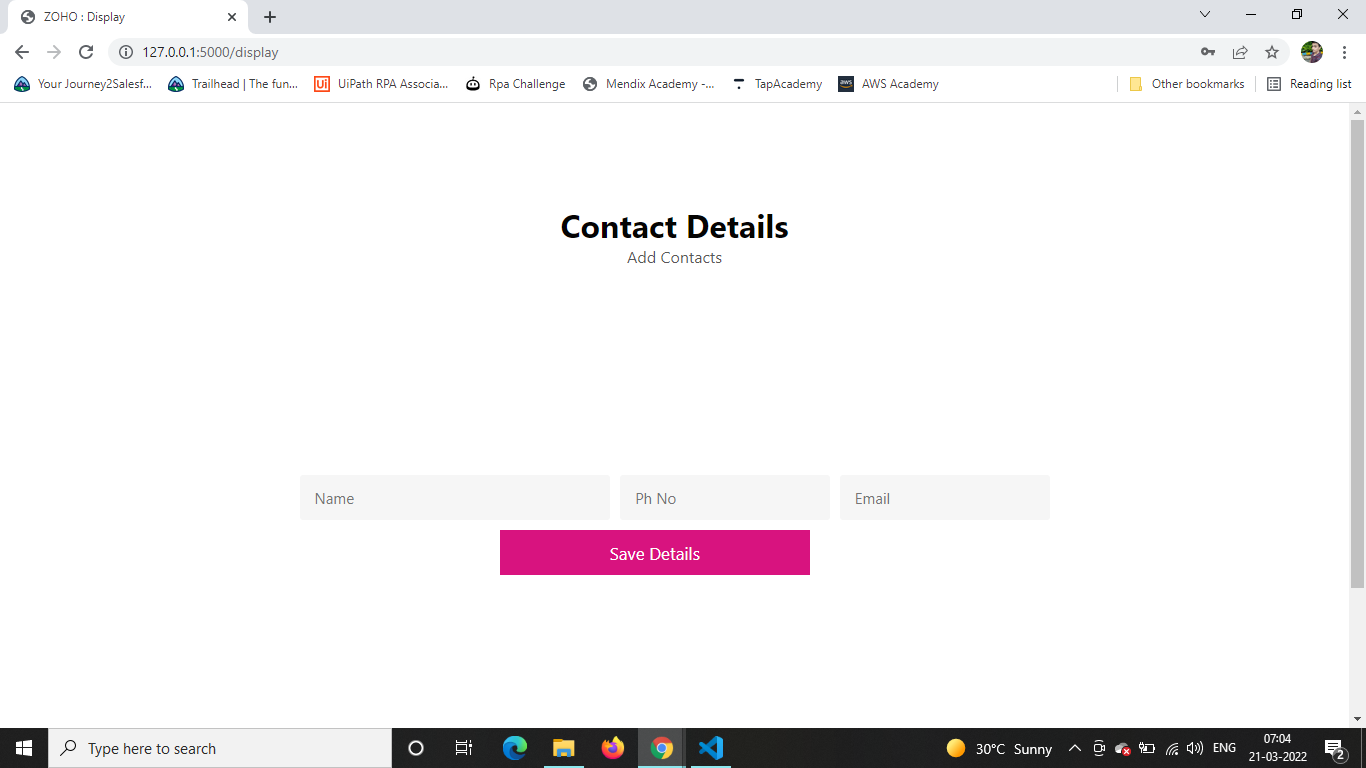 ZOHO : Display
127.0.0.1:5000/display
Your Journey2Salesf...
Trailhead | The fun...
Ui
UiPath RPA Associa...
Rpa Challenge
Mendix Academy -...
TapAcademy
aws
AWS Academy
Other bookmarks
Reading list
Contact Details
Add Contacts
Name
Ph No
Email
Save Details
Type here to search
30°C Sunny
ENG
07:04
21-03-2022
2